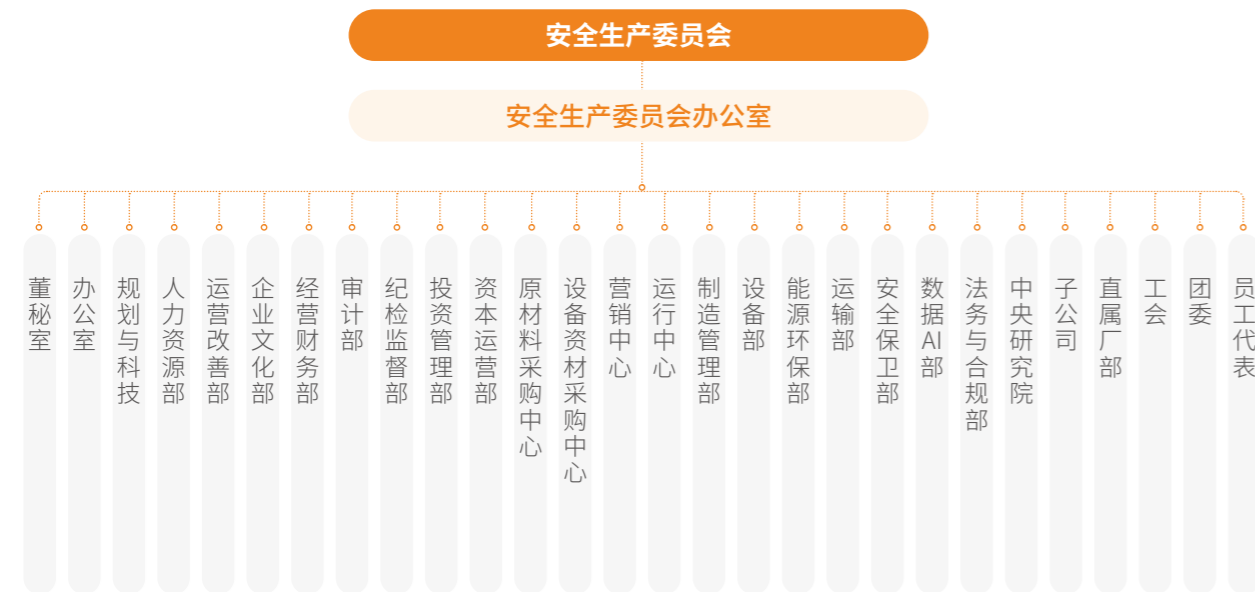 安全生产委员会
安全生产委员会办公室
董秘室
办公室
规划与科技
人力资源部
运营改善部
企业文化部
经营财务部
审计部
纪检监督部
投资管理部
资本运营部
原材料采购中心
设备资材采购中心
营销中心
运行中心
制造管理部
设备部
能源环保部
运输部
安全保卫部
数据AI部
法务与合规部
中央研究院
子公司
直属厂部
工会
团委
员工代表